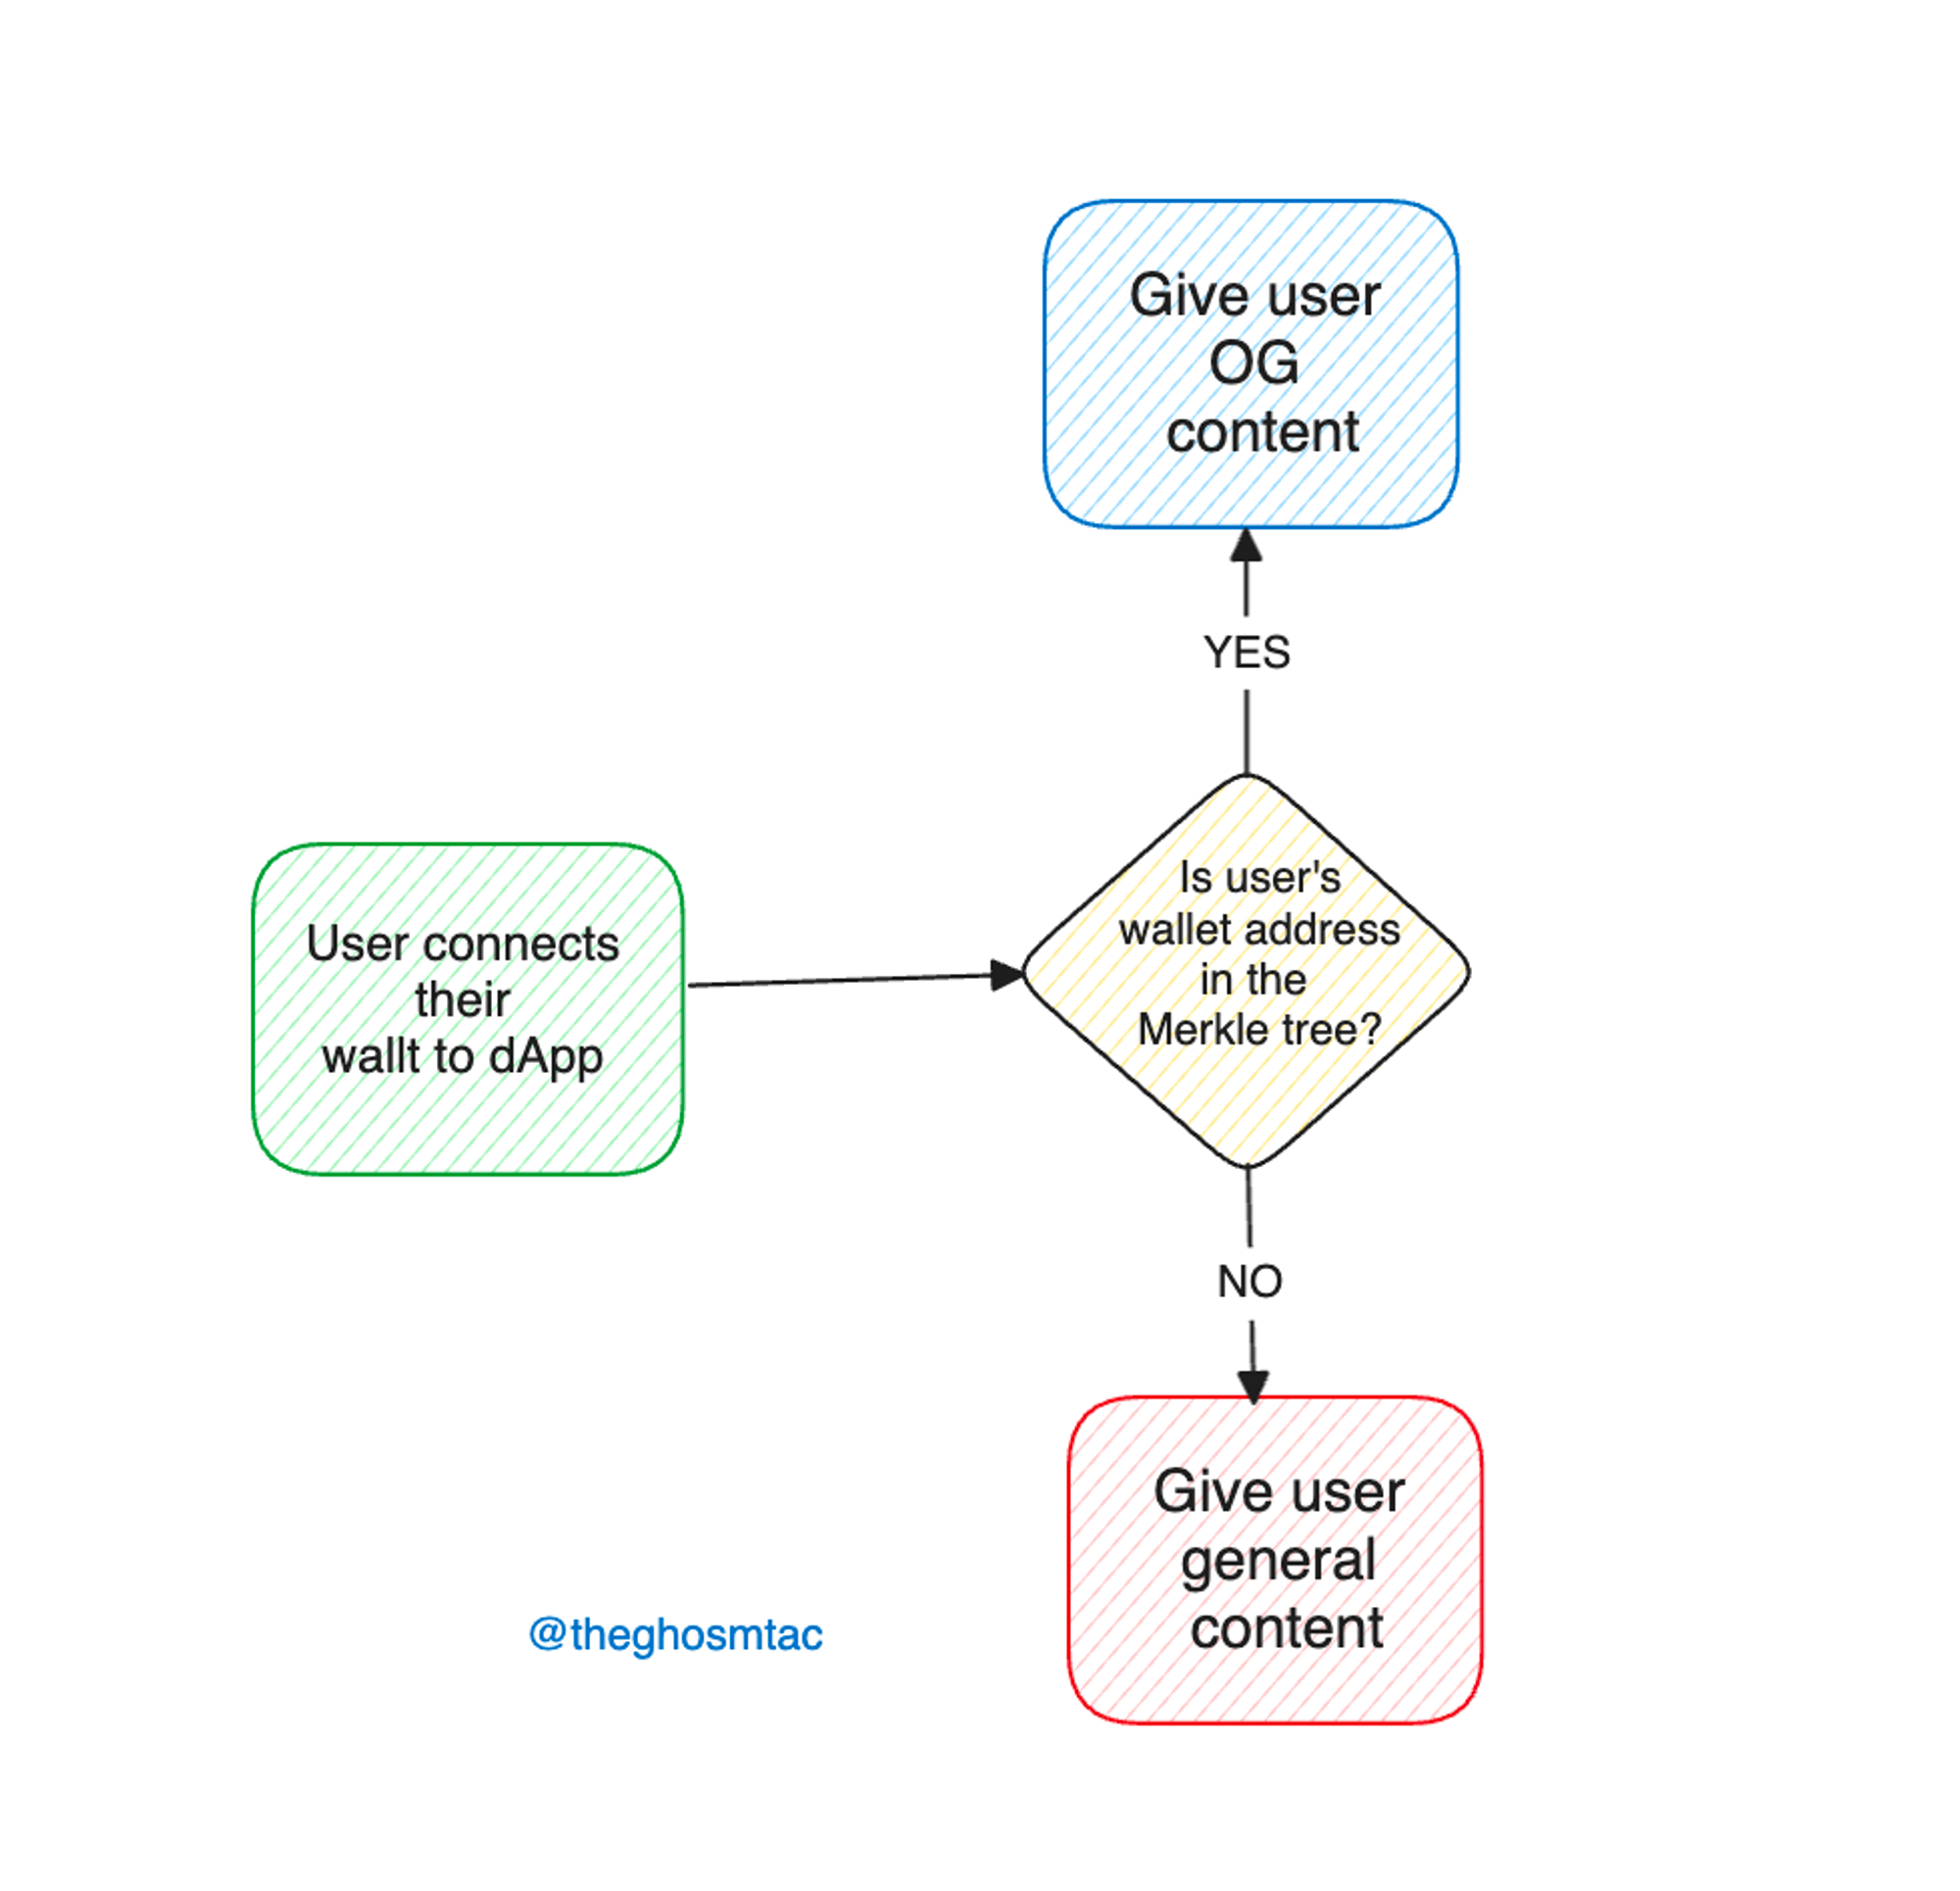 Give user
OG
content
YES
Is user's
wallet address
in the
Merkle tree?
User connects
their
wallt to dApp
NO
Give user
general
content
@theghosmtac